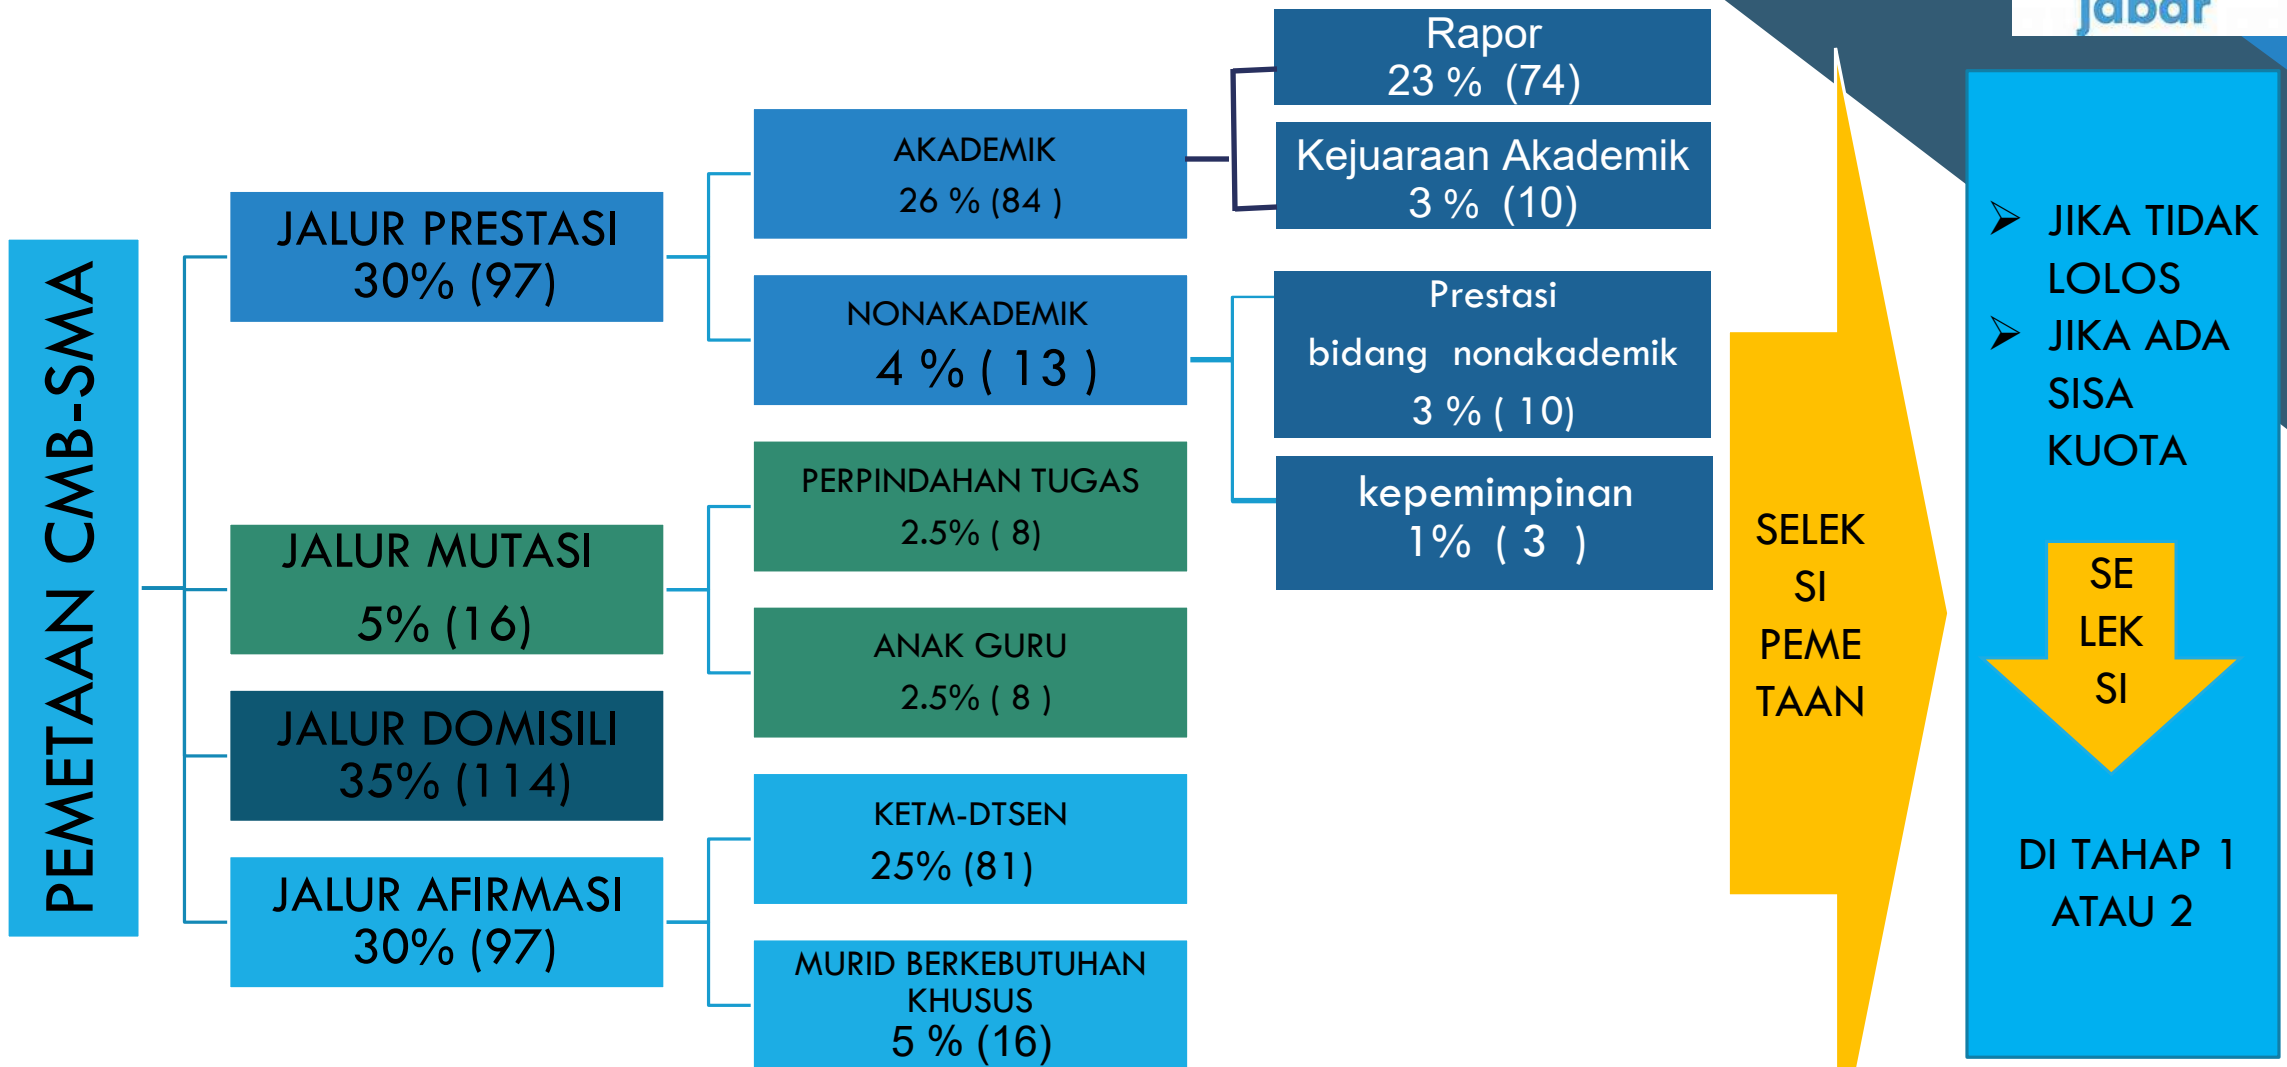 jabar
PEMETAAN CMB-SMA
JALUR PRESTASI
30% (97)
AKADEMIK
26 % (84 )
Rapor
23 % (74)
Kejuaraan Akademik
3 % (10)
NONAKADEMIK
4 % ( 13 )
Prestasi
bidang nonakademik
3 % ( 10)
kepemimpinan
1% ( 3 )
JALUR MUTASI
5% (16)
PERPINDAHAN TUGAS
2.5% ( 8)
ANAK GURU
2.5% ( 8 )
JALUR DOMISILI
35% (114)
JALUR AFIRMASI
30% (97)
KETM-DTSEN
25% (81)
MURID BERKEBUTUHAN
KHUSUS
5 % (16)
SELEK
SI
PEME
TAAN
JIKA TIDAK
LOLOS
JIKA ADA
SISA
KUOTA
SE
LEK
SI
DI TAHAP 1
ATAU 2